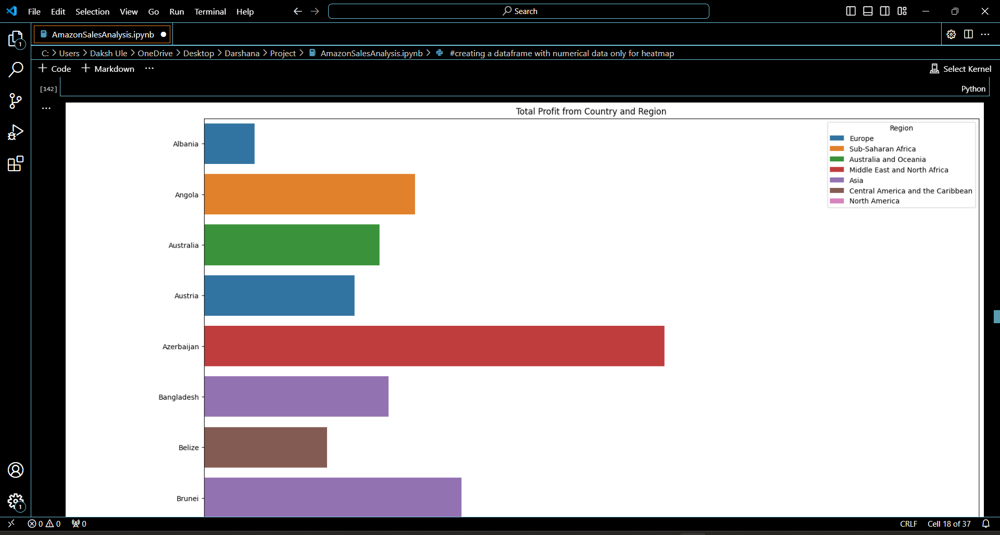 File Edit Selection View Go Run Terminal Help Search
AmazonSalesAnalysis.ipynb
C: > Users > Daksh Ule > OneDrive > Desktop > Darshana > Project > AmazonSalesAnalysis.ipynb > #creating a dataframe with numerical data only for heatmap
+ Code + Markdown ... Select Kernel
[142] Python
...
Total Profit from Country and Region
Region
Europe
Sub-Saharan Africa
Australia and Oceania
Middle East and North Africa
Asia
Central America and the Caribbean
North America
Albania
Angola
Australia
Austria
Azerbaijan
Bangladesh
Belize
Brunei
1
1
0 0 0 CRLF Cell 18 of 37